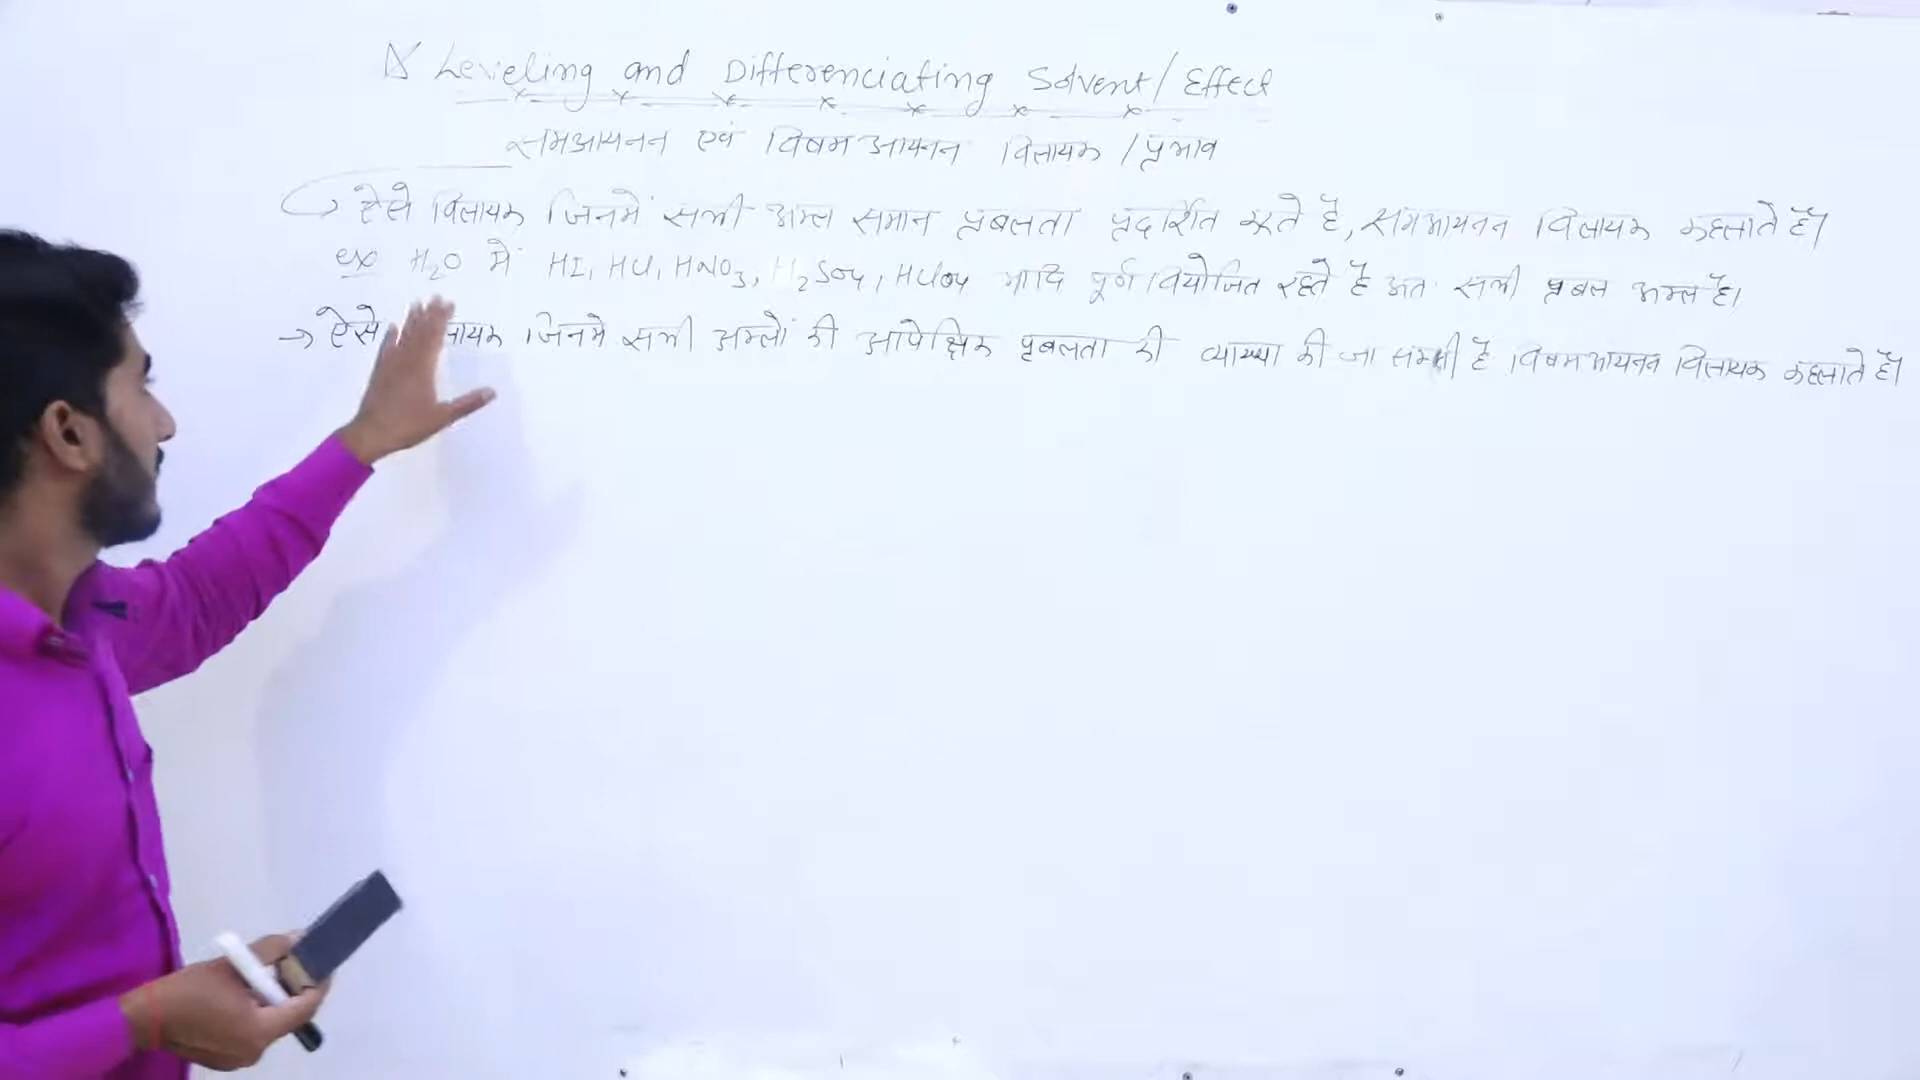 Leveling and Differenciating Solvent/Effect
समआयनन एवं विषमआयनन विलायक/प्रभाव
ऐसे विलायक जिनमें सभी अम्ल समान प्रबलता प्रदर्शित करते है, समआयनन विलायक कहलाते है।
ex H₂O में HI, HCl, HNO₃, H₂SO₄, HClO₄ आदि पूर्ण वियोजित रहते है अत: सभी प्रबल अम्ल है।
→ ऐसे जिनमे सभी अम्लों की आपेक्षिक प्रबलता की व्याख्या की जा है विषमआयनन विलायक कहलाते है।